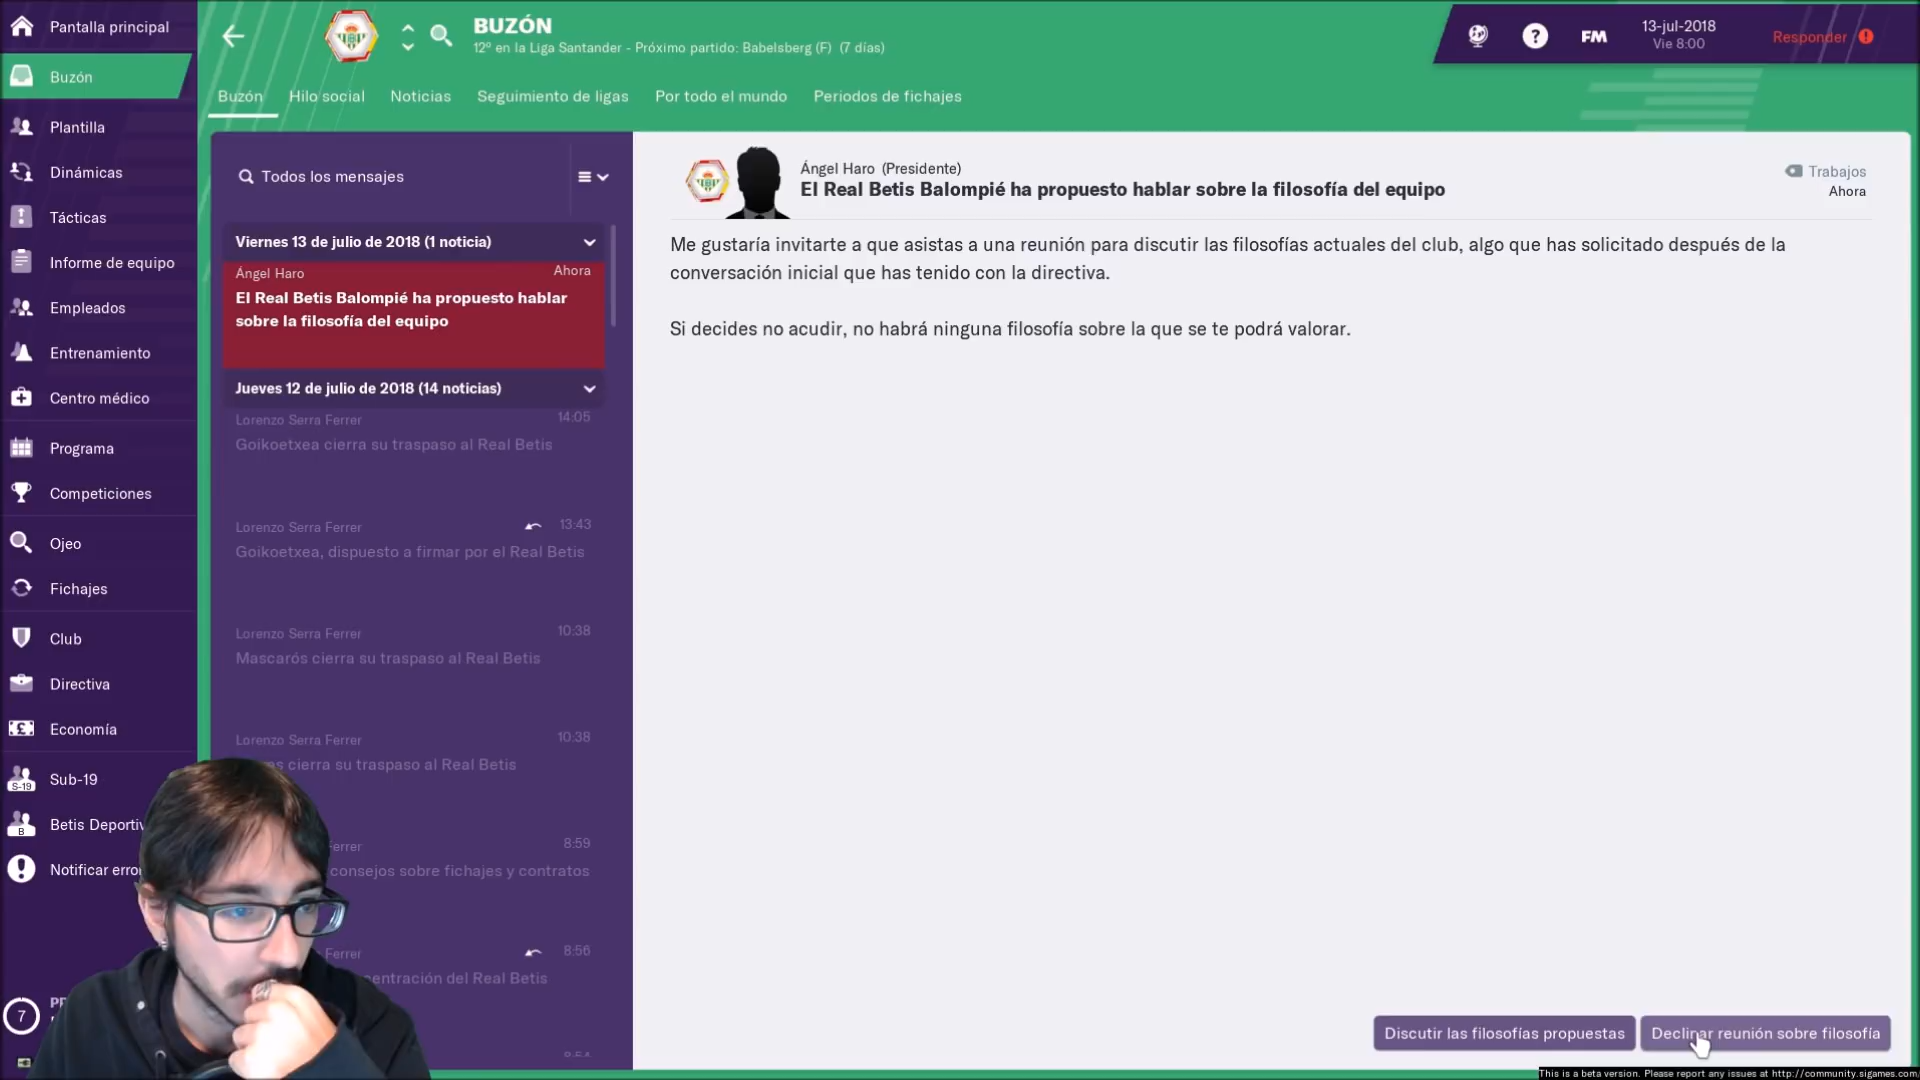 Pantalla principal
Buzón
Plantilla
Dinámicas
Tácticas
Informe de equipo
Empleados
Entrenamiento
Centro médico
Programa
Competiciones
Ojeo
Fichajes
Club
Directiva
Economía
S-19
Sub-19
B
Betis Deporti
Notificar erro
7
BUZÓN
12º en la Liga Santander - Próximo partido: Babelsberg (F) (7 días)
FM
13-jul-2018
Vie 8:00
Responder
Buzón
Hilo social
Noticias
Seguimiento de ligas
Por todo el mundo
Periodos de fichajes
Todos los mensajes
Viernes 13 de julio de 2018 (1 noticia)
Ángel Haro
Ahora
El Real Betis Balompié ha propuesto hablar
sobre la filosofía del equipo
Jueves 12 de julio de 2018 (14 noticias)
Lorenzo Serra Ferrer
14:05
Goikoetxea cierra su traspaso al Real Betis
Lorenzo Serra Ferrer
13:43
Goikoetxea, dispuesto a firmar por el Real Betis
Lorenzo Serra Ferrer
10:38
Mascarós cierra su traspaso al Real Betis
Lorenzo Serra Ferrer
10:38
cierra su traspaso al Real Betis
8:59
consejos sobre fichajes y contratos
Ferrer
8:56
del Real Betis
Ángel Haro (Presidente)
El Real Betis Balompié ha propuesto hablar sobre la filosofía del equipo
Trabajos
Ahora
Me gustaría invitarte a que asistas a una reunión para discutir las filosofías actuales del club, algo que has solicitado después de la
conversación inicial que has tenido con la directiva.
Si decides no acudir, no habrá ninguna filosofía sobre la que se te podrá valorar.
Discutir las filosofías propuestas
Declinar reunión sobre filosofía
This is a beta version. Please report any issues at http://community.sigames.com